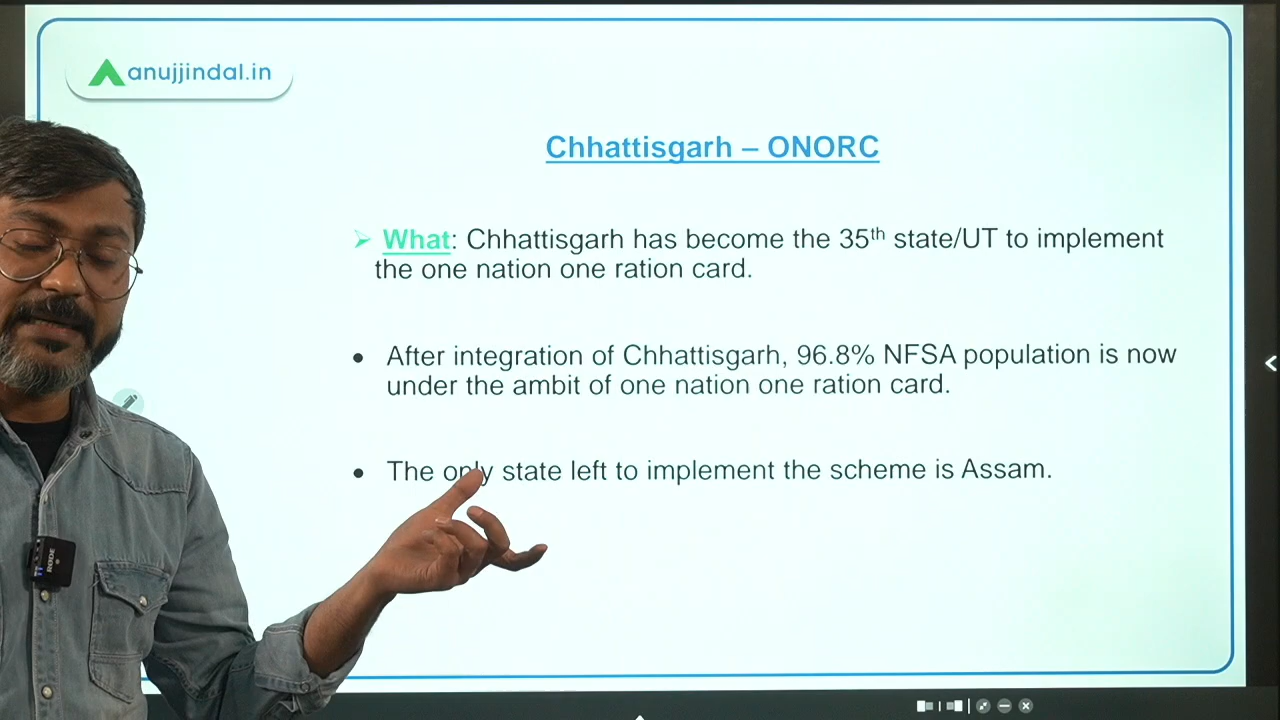 anujjindal.in
Chhattisgarh – ONORC
➢ What: Chhattisgarh has become the 35th state/UT to implement
the one nation one ration card.
• After integration of Chhattisgarh, 96.8% NFSA population is now
under the ambit of one nation one ration card.
• The only state left to implement the scheme is Assam.
RODE